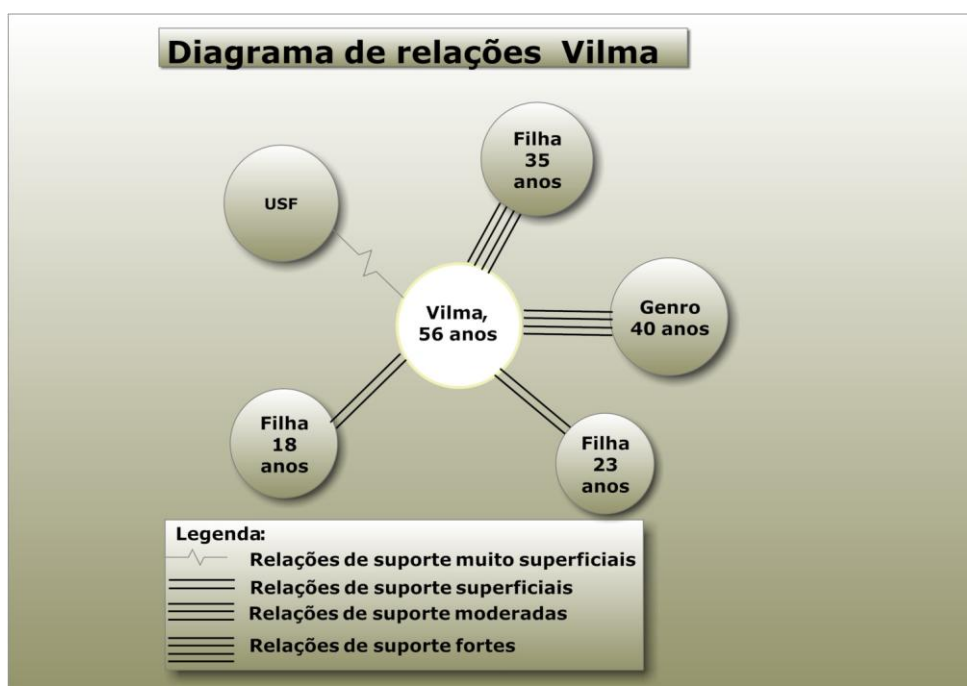 Diagrama de relações Vilma
Filha
35
anos
USF
Vilma,
56 anos
Genro
40 anos
Filha
18
anos
Filha
23
anos
Legenda:
Relações de suporte muito superficiais
Relações de suporte superficiais
Relações de suporte moderadas
Relações de suporte fortes